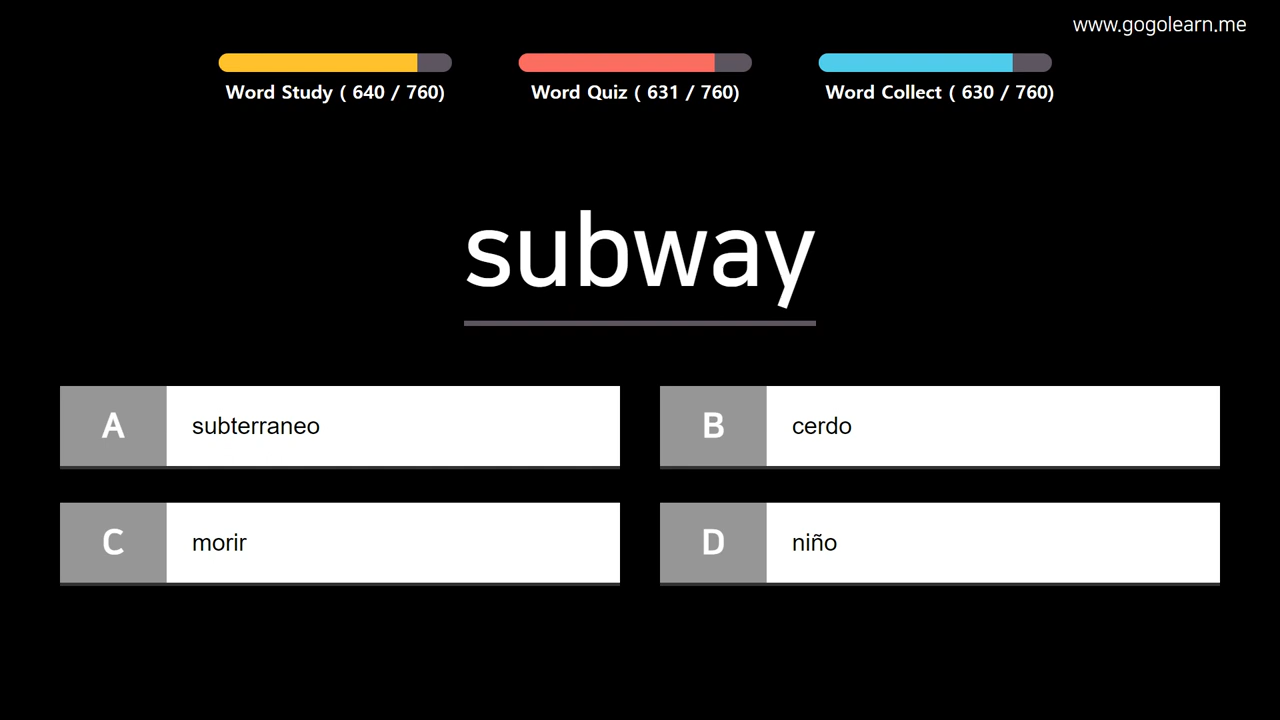 www.gogolearn.me
Word Study ( 640 / 760)
Word Quiz ( 631 / 760)
Word Collect ( 630 / 760)
subway
A subterraneo
B cerdo
C morir
D niño